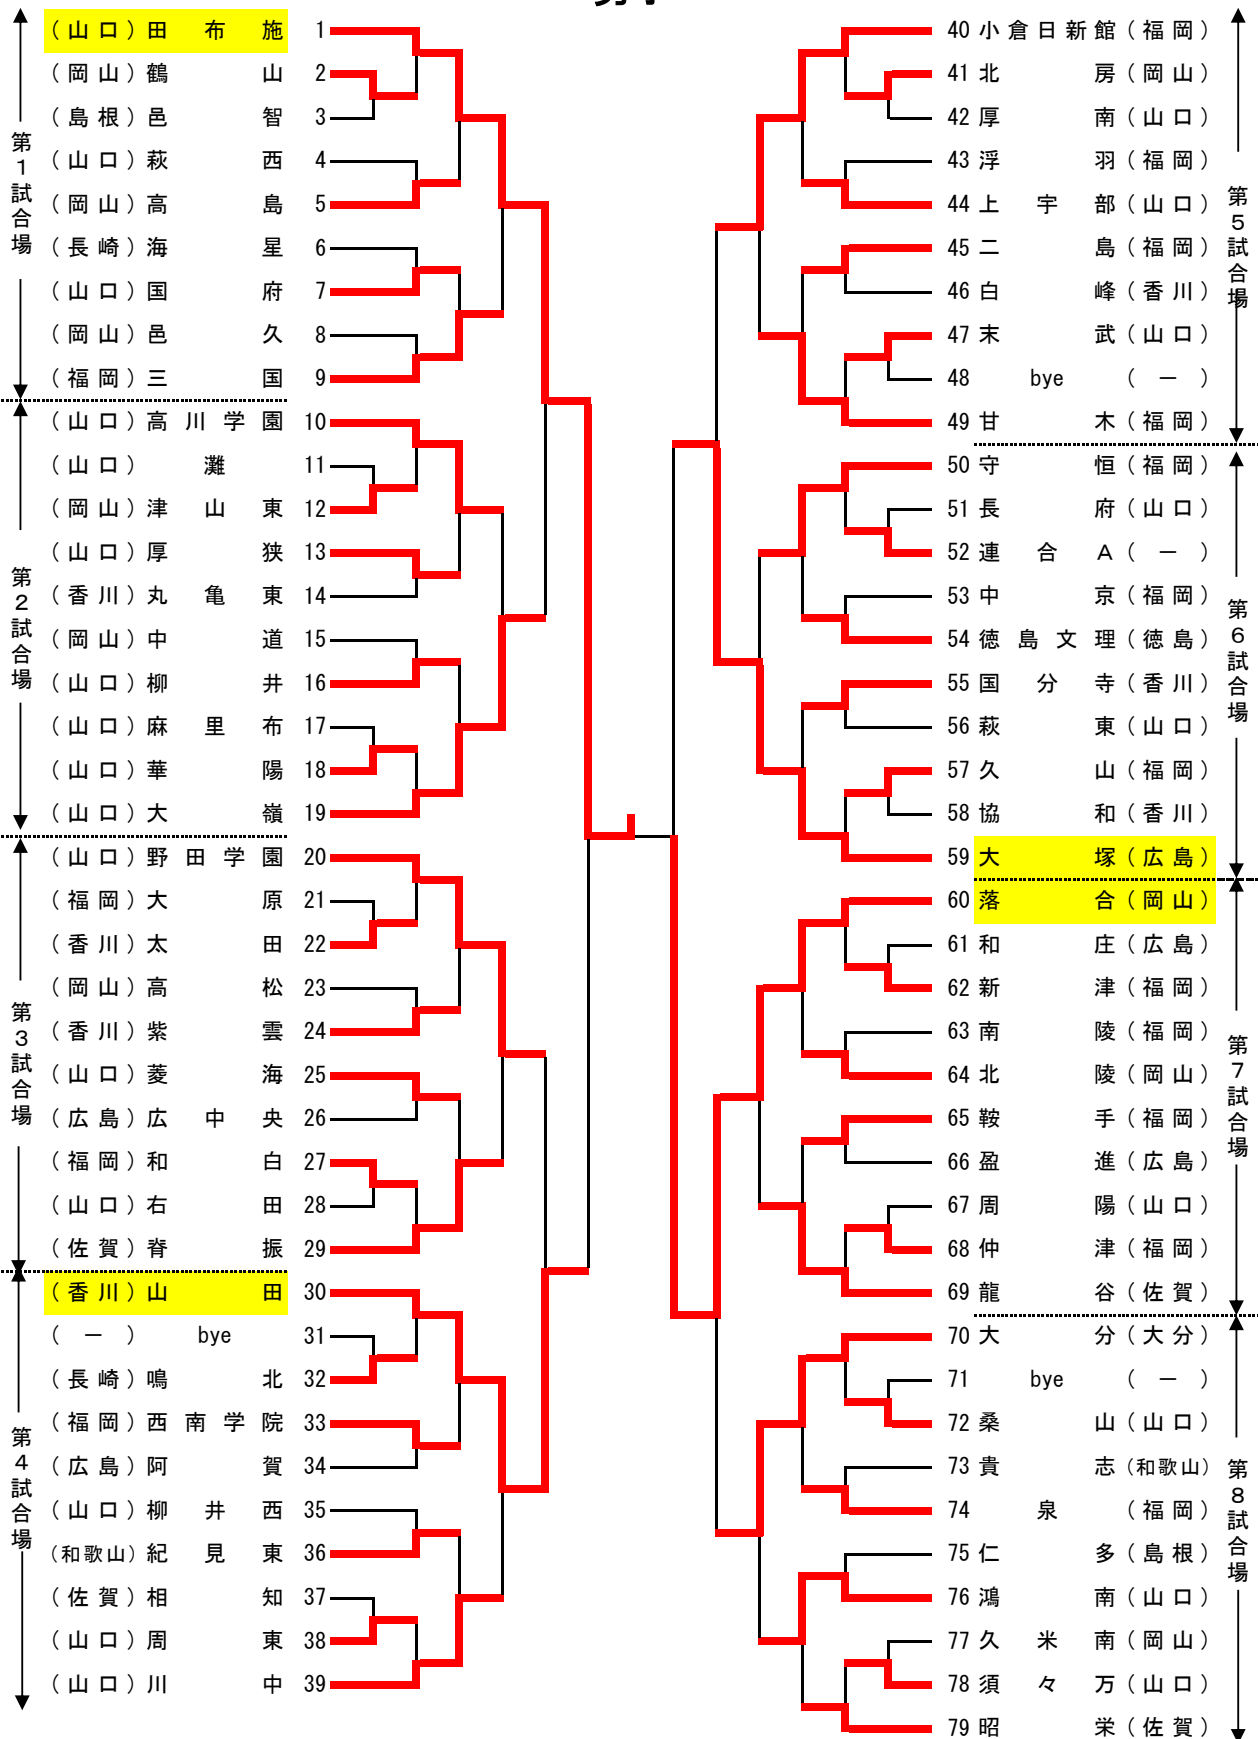 (山口)田布施 1
(岡山)鶴山 2
(島根)邑智 3
(山口)萩西 4
(岡山)高島 5
(長崎)海星 6
(山口)国府 7
(岡山)邑久 8
(福岡)三国 9
第1試合場
(山口)高川学園 10
(山口)灘 11
(岡山)津山東 12
(山口)厚狭 13
(香川)丸亀東 14
(岡山)中道 15
(山口)柳井 16
(山口)麻里布 17
(山口)華陽 18
(山口)大嶺 19
第2試合場
(山口)野田学園 20
(福岡)大原 21
(香川)太田 22
(岡山)高松 23
(香川)紫雲 24
(山口)菱海 25
(広島)広中央 26
(福岡)和白 27
(山口)右田 28
(佐賀)脊振 29
第3試合場
(香川)山田 30
(－) bye 31
(長崎)鳴北 32
(福岡)西南学院 33
(広島)阿賀 34
(山口)柳井西 35
(和歌山)紀見東 36
(佐賀)相知 37
(山口)周東 38
(山口)川中 39
第4試合場
40 小倉日新館(福岡)
41 北房(岡山)
42 厚南(山口)
43 浮羽(福岡)
44 上宇部(山口)
45 二島(福岡)
46 白峰(香川)
47 末武(山口)
48 bye (－)
49 甘木(福岡)
第5試合場
50 守恒(福岡)
51 長府(山口)
52 連合A(－)
53 中京(福岡)
54 徳島文理(徳島)
55 国分寺(香川)
56 萩東(山口)
57 久山(福岡)
58 協和(香川)
59 大塚(広島)
第6試合場
60 落合(岡山)
61 和庄(広島)
62 新津(福岡)
63 南陵(福岡)
64 北陵(岡山)
65 鞍手(福岡)
66 盈進(広島)
67 周陽(山口)
68 仲津(福岡)
69 龍谷(佐賀)
第7試合場
70 大分(大分)
71 bye (－)
72 桑山(山口)
73 貴志(和歌山)
74 泉(福岡)
75 仁多(島根)
76 鴻南(山口)
77 久米南(岡山)
78 須々万(山口)
79 昭栄(佐賀)
第8試合場